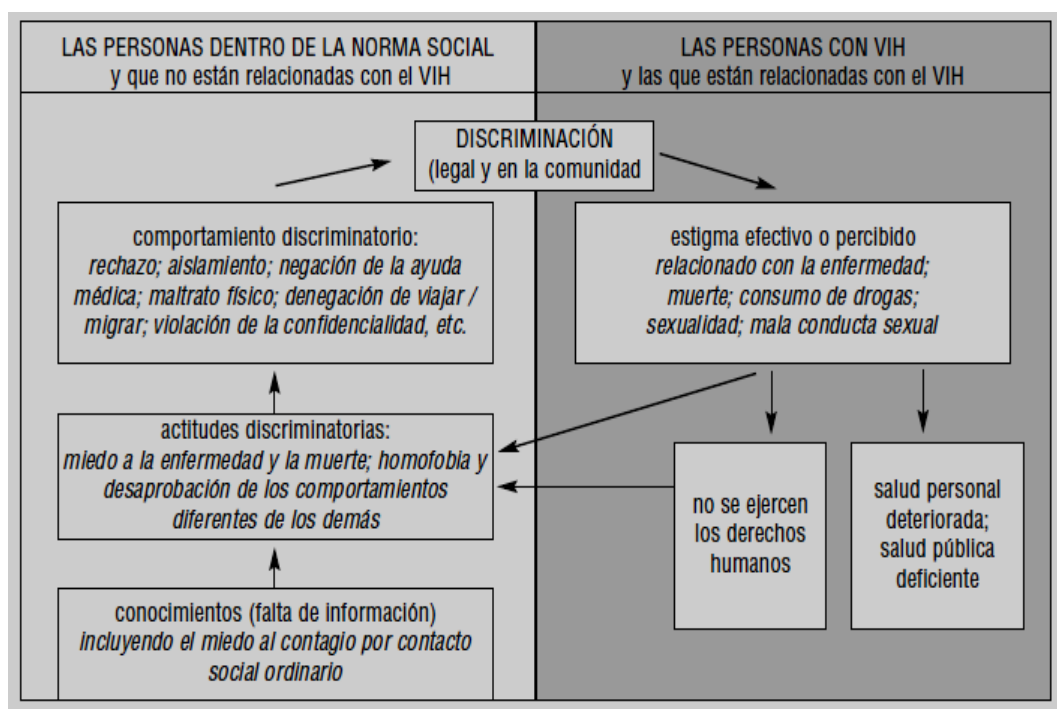 LAS PERSONAS DENTRO DE LA NORMA SOCIAL
y que no están relacionadas con el VIH
LAS PERSONAS CON VIH
y las que están relacionadas con el VIH
DISCRIMINACIÓN
(legal y en la comunidad
comportamiento discriminatorio:
rechazo; aislamiento; negación de la ayuda
médica; maltrato físico; denegación de viajar /
migrar; violación de la confidencialidad, etc.
estigma efectivo o percibido
relacionado con la enfermedad;
muerte; consumo de drogas;
sexualidad; mala conducta sexual
actitudes discriminatorias:
miedo a la enfermedad y la muerte; homofobia y
desaprobación de los comportamientos
diferentes de los demás
no se ejercen
los derechos
humanos
salud personal
deteriorada;
salud pública
deficiente
conocimientos (falta de información)
incluyendo el miedo al contagio por contacto
social ordinario